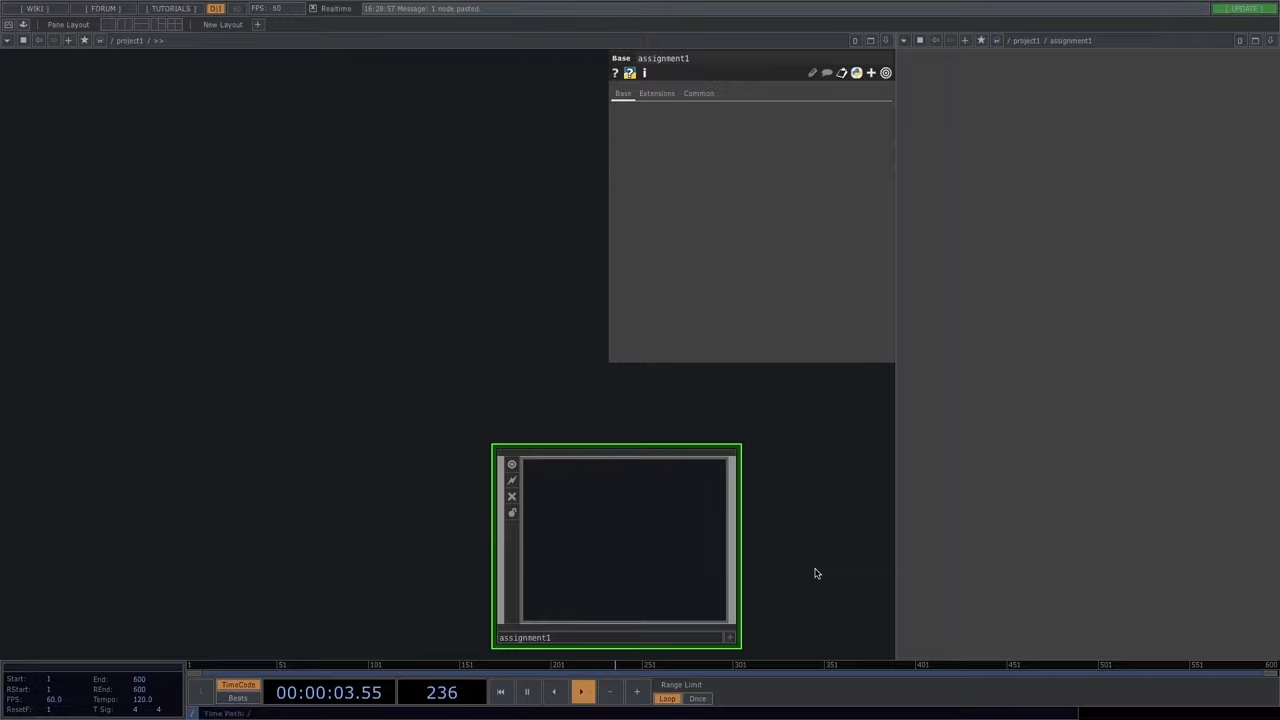 [ WIKI ] [ FORUM ] [ TUTORIALS ] O|I 60 FPS: 60 Realtime 16:28:57 Message: 1 node pasted. [ UPDATE ]
Pane Layout New Layout +
/ project1 / >> 0 / project1 / assignment1 0
Base assignment1
? ? i
Base Extensions Common
assignment1
1 51 101 151 201 251 301 351 401 451 501 551 600
Start: 1 End: 600
RStart: 1 REnd: 600
FPS: 60.0 Tempo: 120.0
ResetF: 1 T Sig: 4 4
TimeCode
Beats
00:00:03.55 236
Range Limit
Loop Once
/ Time Path: /